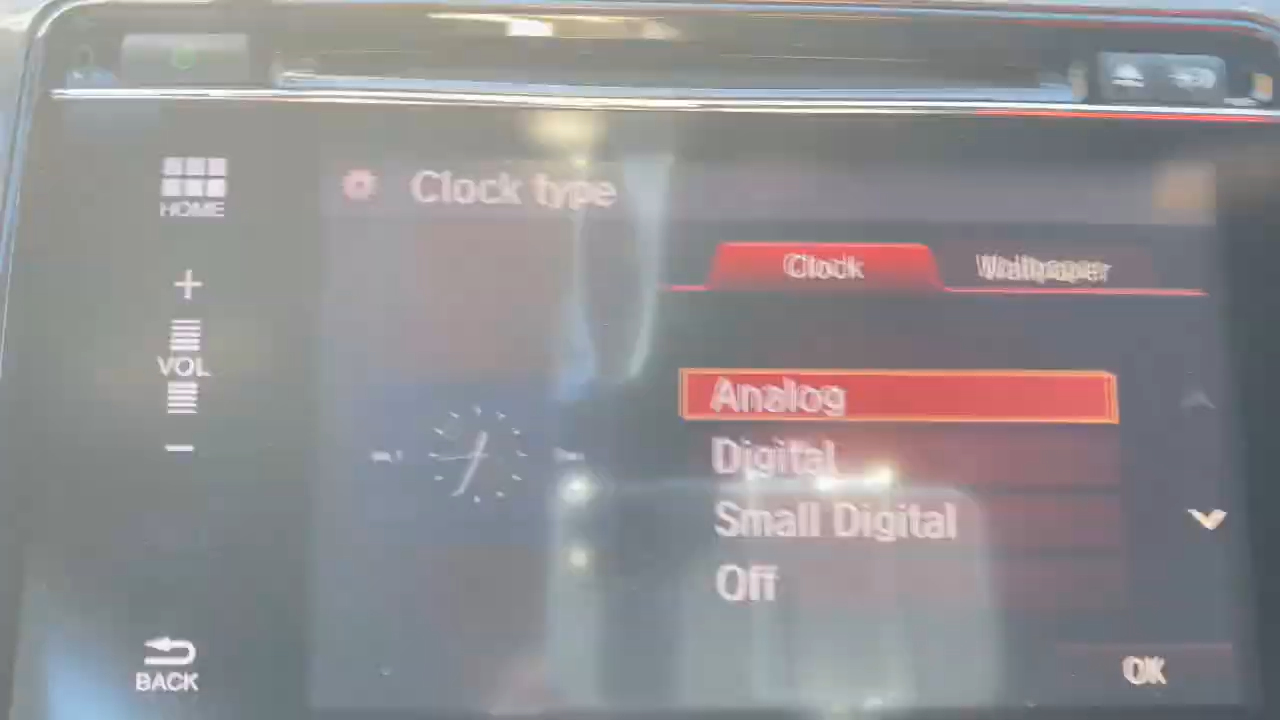 HOME
Clock type
Clock
Wallpaper
+
VOL
−
Analog
Digital
Small Digital
Off
BACK
OK